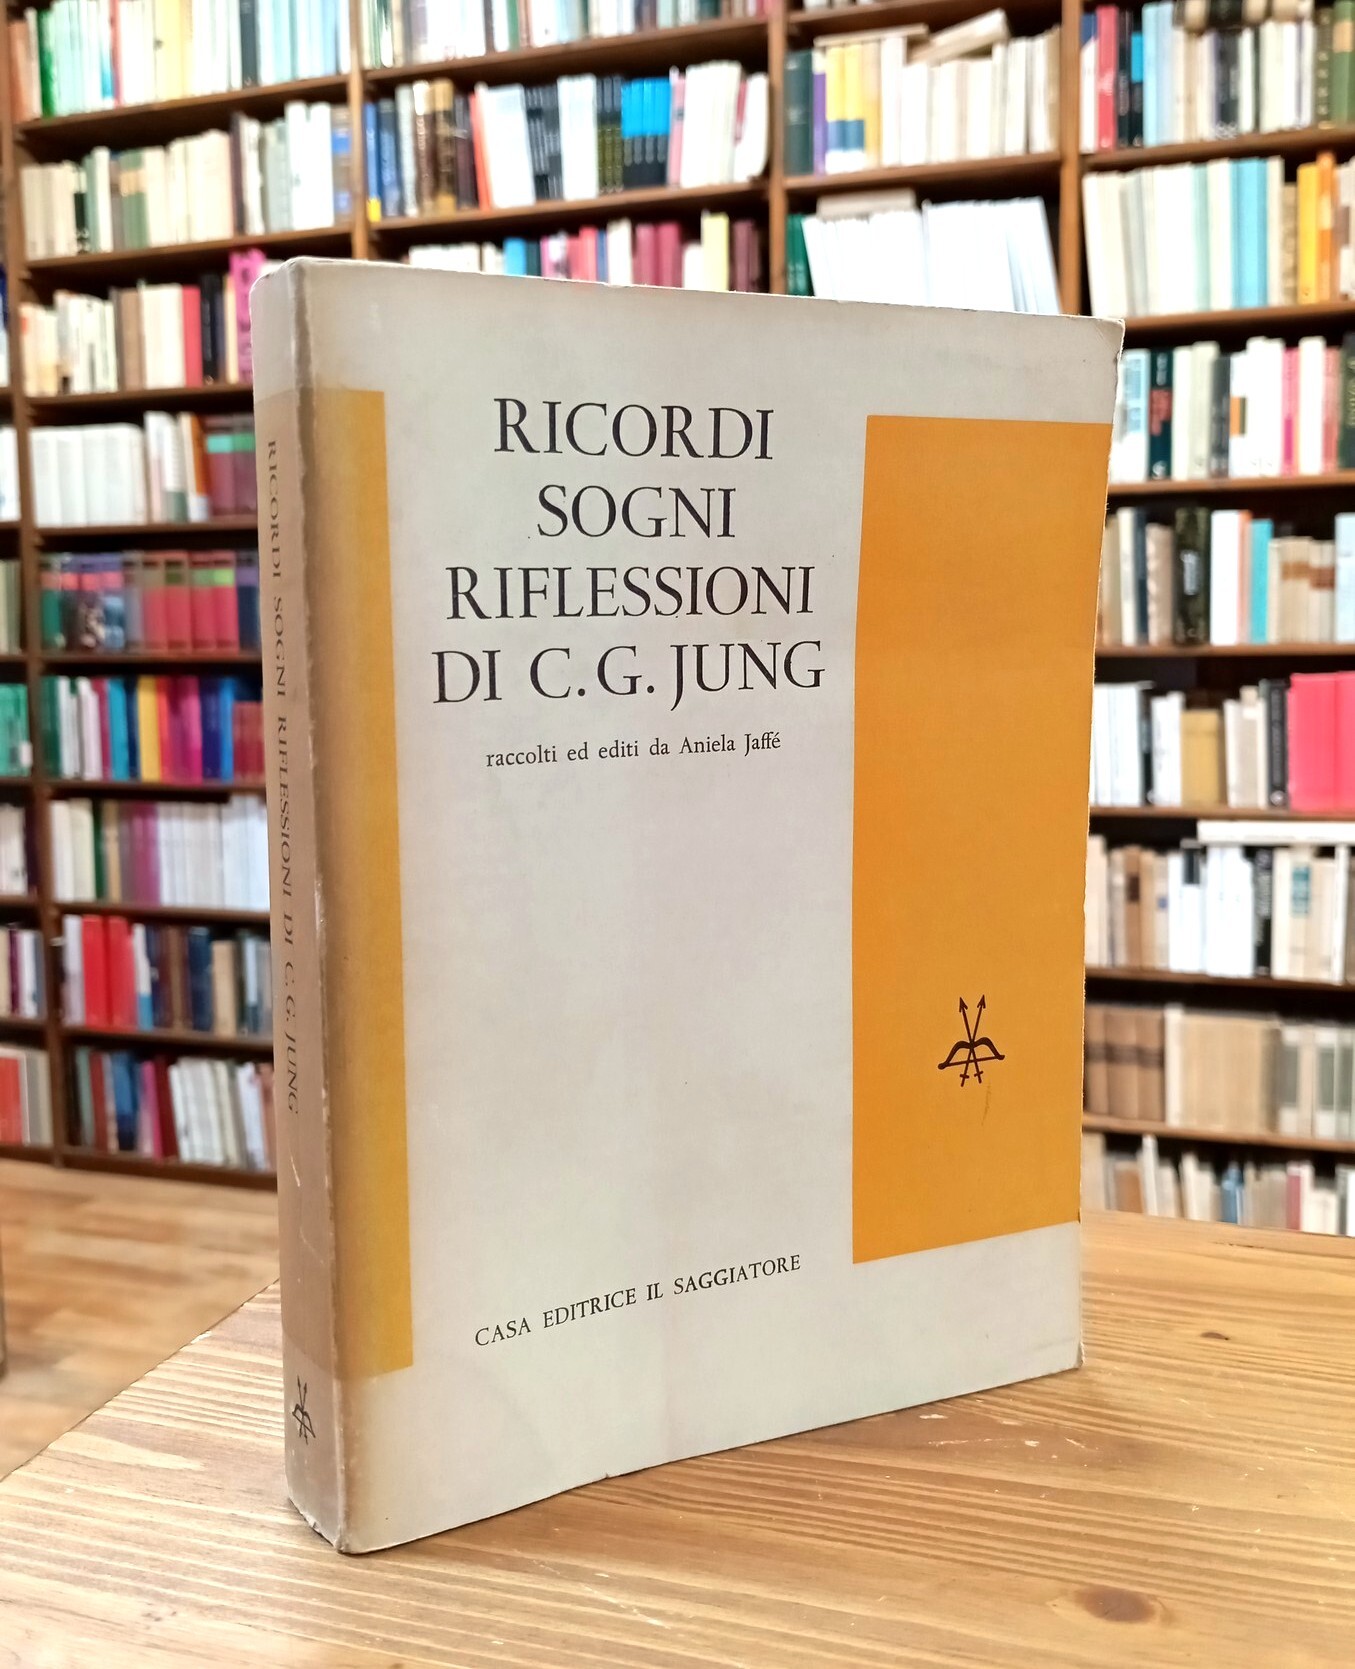 RICORDI
SOGNI
RIFLESSIONI
DI C. G. JUNG
raccolti ed editi da Aniela Jaffé
CASA EDITRICE IL SAGGIATORE
RICORDI SOGNI RIFLESSIONI DI C. G. JUNG